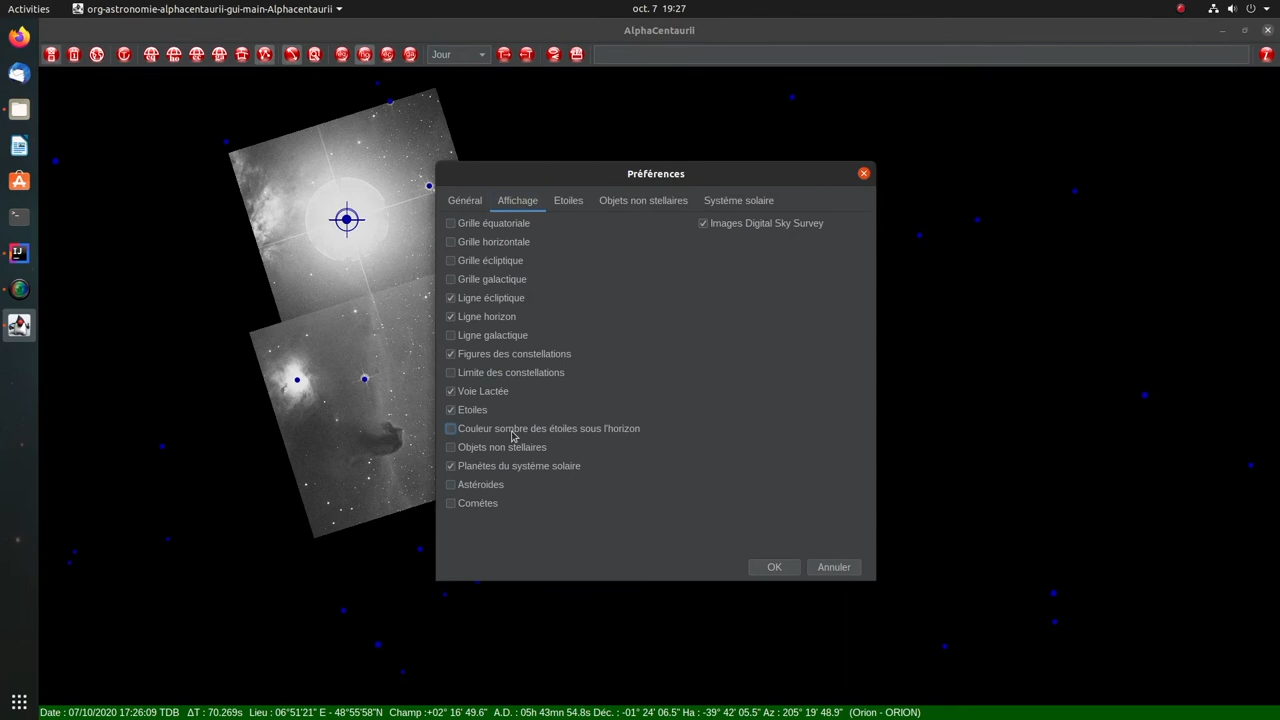 Activities
org-astronomie-alphacentaurii-gui-main-Alphacentaurii
oct. 7 19:27
AlphaCentaurii
Jour
Préférences
Général
Affichage
Etoiles
Objets non stellaires
Système solaire
Grille équatoriale
Images Digital Sky Survey
Grille horizontale
Grille écliptique
Grille galactique
Ligne écliptique
Ligne horizon
Ligne galactique
Figures des constellations
Limite des constellations
Voie Lactée
Etoiles
Couleur sombre des étoiles sous l'horizon
Objets non stellaires
Planétes du systéme solaire
Astéroides
Cométes
OK
Annuler
Date : 07/10/2020 17:26:09 TDB ΔT : 70.269s Lieu : 06°51'21" E - 48°55'58"N Champ :+02° 16' 49.6" A.D. : 05h 43mn 54.8s Déc. : -01° 24' 06.5" Ha : -39° 42' 05.5" Az : 205° 19' 48.9" (Orion - ORION)